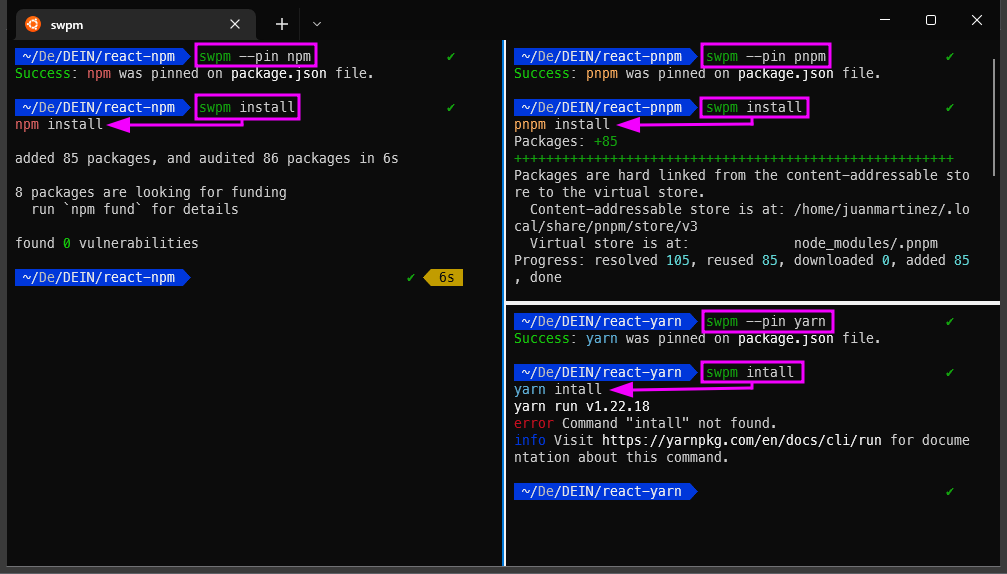 swpm
~/De/DEIN/react-npm swpm --pin npm ✔
Success: npm was pinned on package.json file.
~/De/DEIN/react-npm swpm install ✔
npm install
added 85 packages, and audited 86 packages in 6s
8 packages are looking for funding
run `npm fund` for details
found 0 vulnerabilities
~/De/DEIN/react-npm ✔ 6s
~/De/DEIN/react-pnpm swpm --pin pnpm ✔
Success: pnpm was pinned on package.json file.
~/De/DEIN/react-pnpm swpm install ✔
pnpm install
Packages: +85
+++++++++++++++++++++++++++++++++++++++++++++++++++++++
Packages are hard linked from the content-addressable sto
re to the virtual store.
Content-addressable store is at: /home/juanmartinez/.lo
cal/share/pnpm/store/v3
Virtual store is at: node_modules/.pnpm
Progress: resolved 105, reused 85, downloaded 0, added 85
, done
~/De/DEIN/react-yarn swpm --pin yarn ✔
Success: yarn was pinned on package.json file.
~/De/DEIN/react-yarn swpm intall ✔
yarn intall
yarn run v1.22.18
error Command "intall" not found.
info Visit https://yarnpkg.com/en/docs/cli/run for docume
ntation about this command.
~/De/DEIN/react-yarn ✔